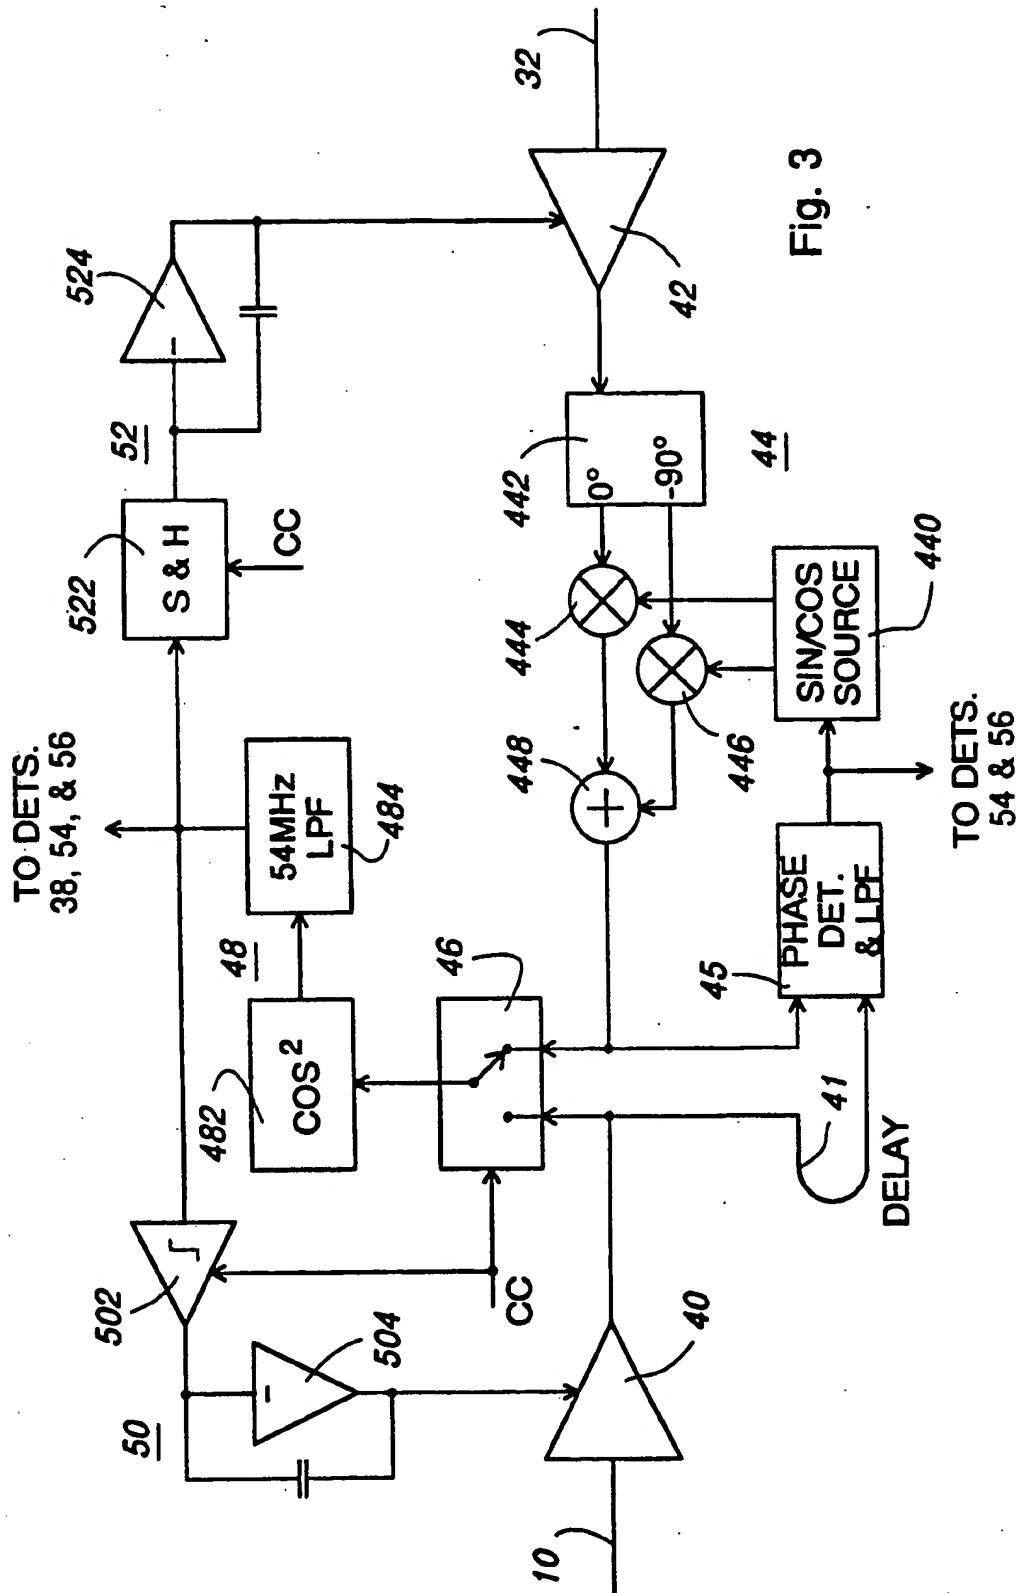 TO DETS.
38, 54, & 56
502
50
504
482
COS²
48
54MHz
LPF
484
522
S & H
CC
52
524
CC
46
448
444
442
0°
-90°
446
44
42
32
10
40
41
DELAY
45
PHASE
DET.
& LPF
SIN/COS
SOURCE
440
TO DETS.
54 & 56
Fig. 3